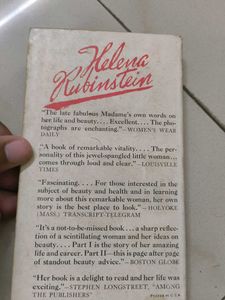 Helena
Rubinstein
"The late fabulous Madame's own words on
her life and beauty.... Excellent.... The pho-
tographs are enchanting."—WOMEN'S WEAR
DAILY
"A book of remarkable vitality.... The per-
sonality of this jewel-spangled little woman...
comes through loud and clear."—LOUISVILLE
TIMES
"Fascinating.... For those interested in the
subject of beauty and health and in learning
more about this remarkable woman, her own
story is the best place to look."—HOLYOKE
(MASS.) TRANSCRIPT-TELEGRAM
"It's a not-to-be-missed book...a sharp reflec-
tion of a scintillating woman and her ideas on
beauty.... Part I is the story of her amazing
life and career. Part II—this is page after page
of standout beauty advice."—BOSTON GLOBE
"Her book is a delight to read and her life was
exciting."—STEPHEN LONGSTREET, "AMONG
THE PUBLISHERS"
Printed in U.S.A.